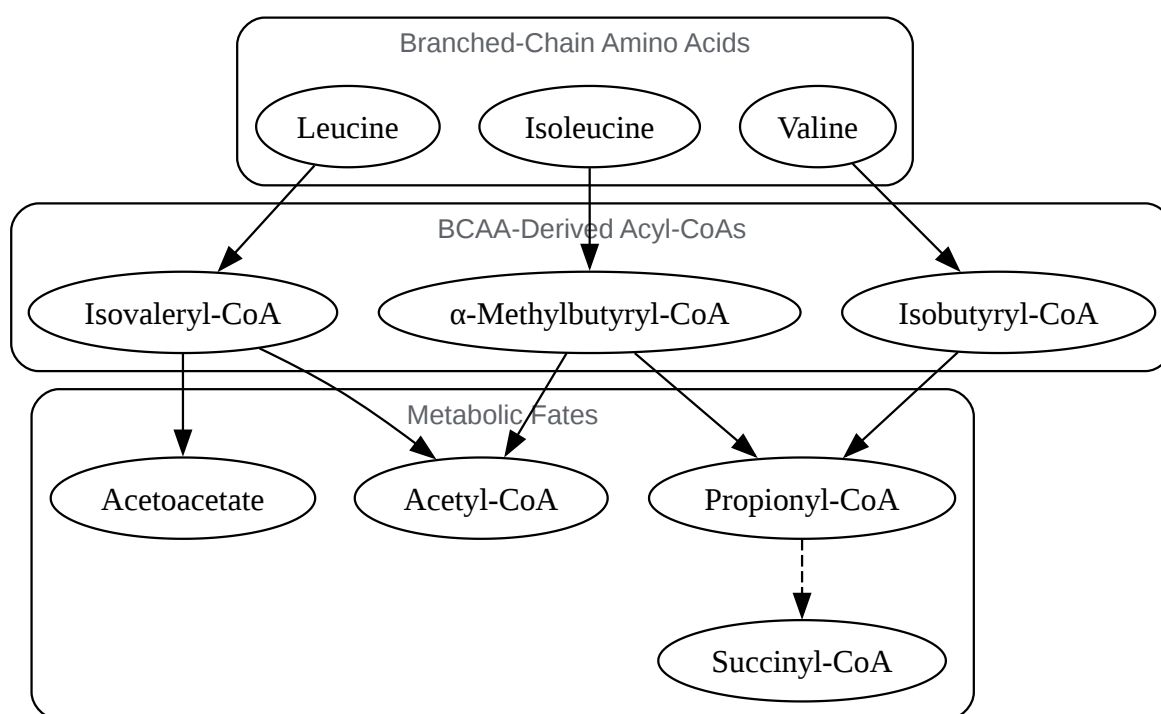 Branched-Chain Amino Acids
Leucine
Isoleucine
Valine
BCAA-Derived Acyl-CoAs
Isovaleryl-CoA
α-Methylbutyryl-CoA
Isobutyryl-CoA
Metabolic Fates
Acetoacetate
Acetyl-CoA
Propionyl-CoA
Succinyl-CoA